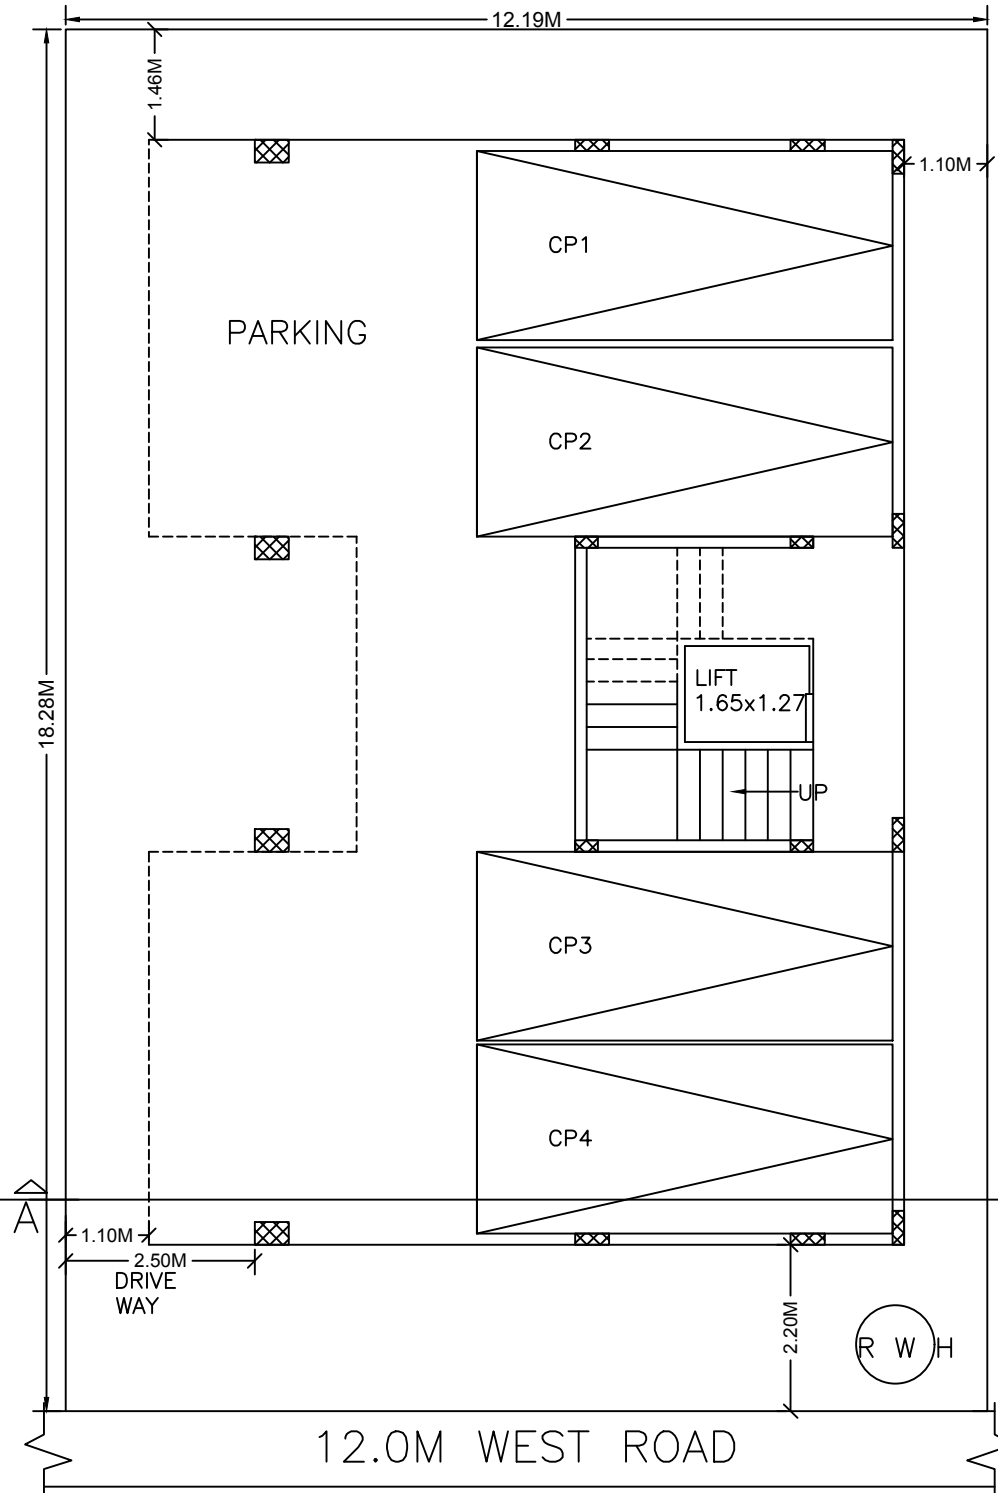 12.19M
1.46M
1.10M
CP1
PARKING
CP2
18.28M
LIFT
1.65x1.27
UP
CP3
CP4
A
1.10M
2.50M
DRIVE
WAY
2.20M
R W H
12.0M WEST ROAD